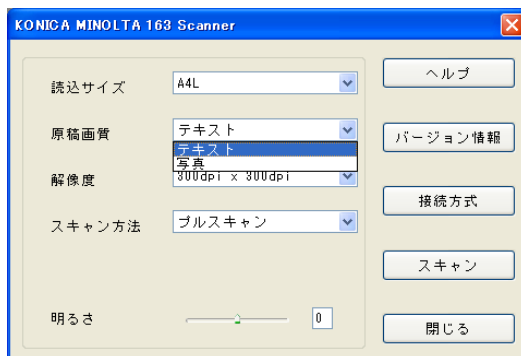 KONICA MINOLTA 163 Scanner
読込サイズ
A4L
原稿画質
テキスト
テキスト
写真
解像度
300dpi x 300dpi
スキャン方法
プルスキャン
明るさ
0
ヘルプ
バージョン情報
接続方式
スキャン
閉じる